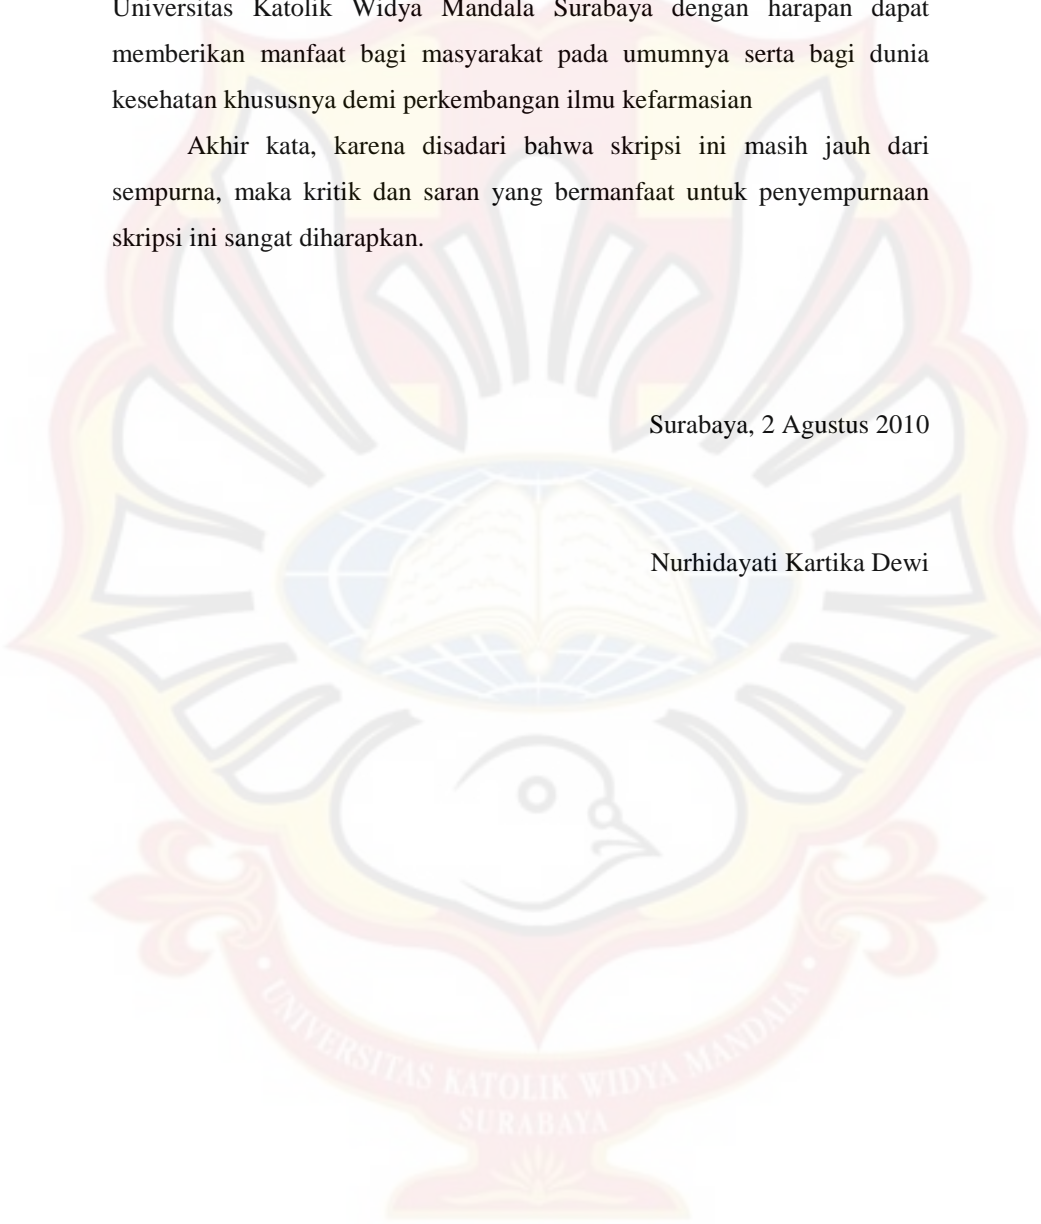 Universitas Katolik Widya Mandala Surabaya dengan harapan dapat
memberikan manfaat bagi masyarakat pada umumnya serta bagi dunia
kesehatan khususnya demi perkembangan ilmu kefarmasian
Akhir kata, karena disadari bahwa skripsi ini masih jauh dari
sempurna, maka kritik dan saran yang bermanfaat untuk penyempurnaan
skripsi ini sangat diharapkan.
Surabaya, 2 Agustus 2010
Nurhidayati Kartika Dewi
UNIVERSITAS KATOLIK WIDYA MANDALA
SURABAYA